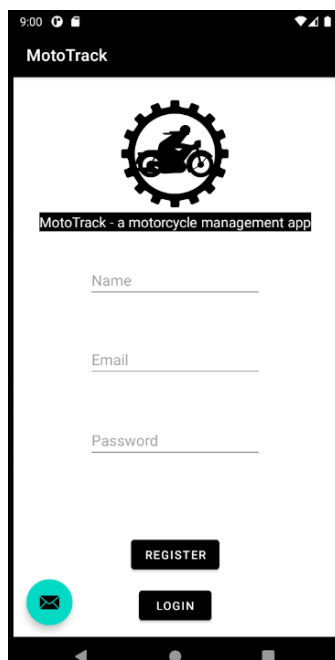 9:00
MotoTrack
MotoTrack - a motorcycle management app
Name
Email
Password
REGISTER
LOGIN